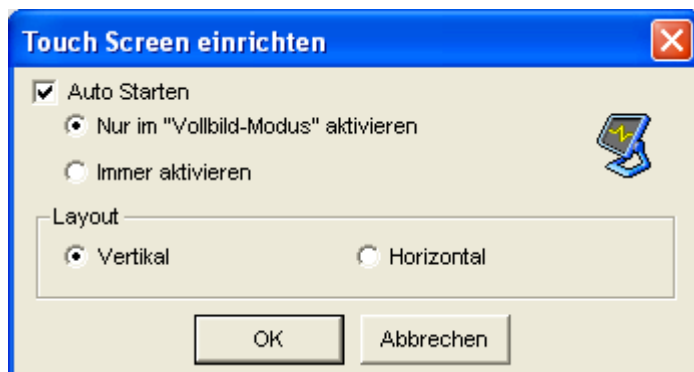 Touch Screen einrichten
Auto Starten
Nur im "Vollbild-Modus" aktivieren
Immer aktivieren
Layout
Vertikal Horizontal
OK Abbrechen